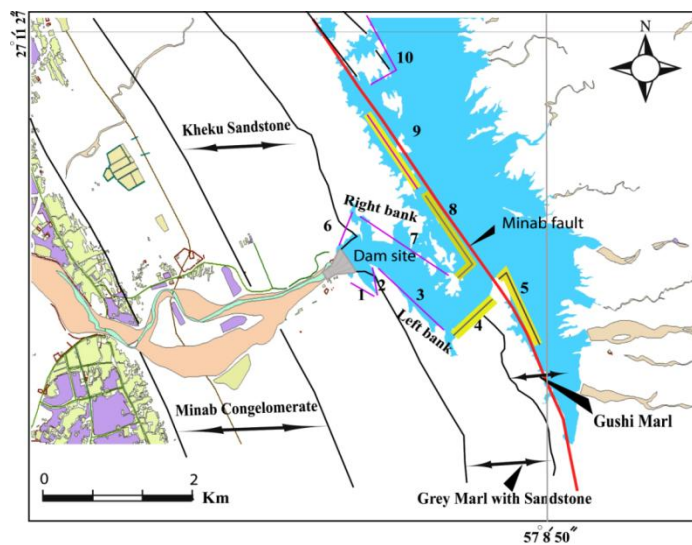 27° 11′ 27″
N
10
Kheku Sandstone
9
Right bank
8
6
7
Minab fault
Dam site
5
1
2
3
Left bank
4
Minab Congelomerate
Gushi Marl
0
2
Km
Grey Marl with Sandstone
57° 8′ 50″